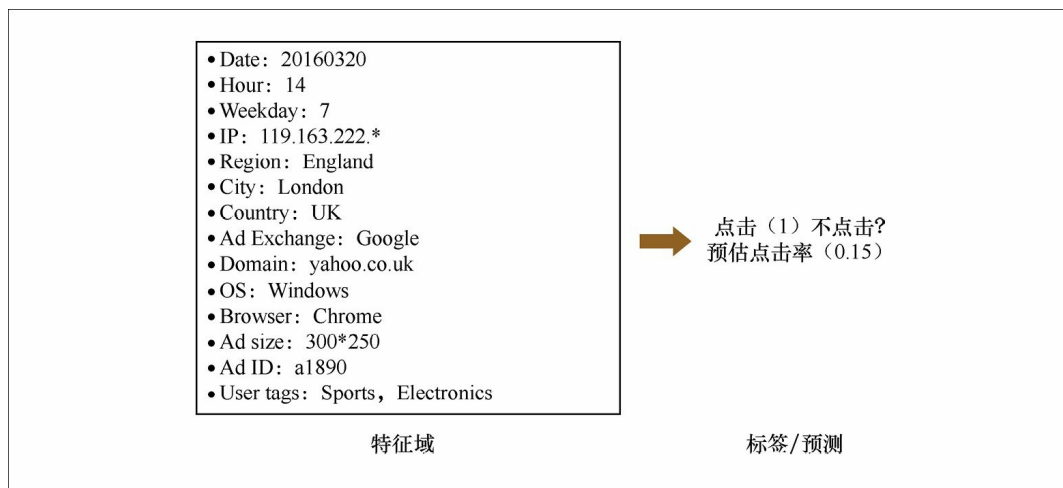 • Date：20160320
• Hour：14
• Weekday：7
• IP：119.163.222.*
• Region：England
• City：London
• Country：UK
• Ad Exchange：Google
• Domain：yahoo.co.uk
• OS：Windows
• Browser：Chrome
• Ad size：300*250
• Ad ID：a1890
• User tags：Sports，Electronics
点击（1）不点击?
预估点击率（0.15）
特征域
标签/预测